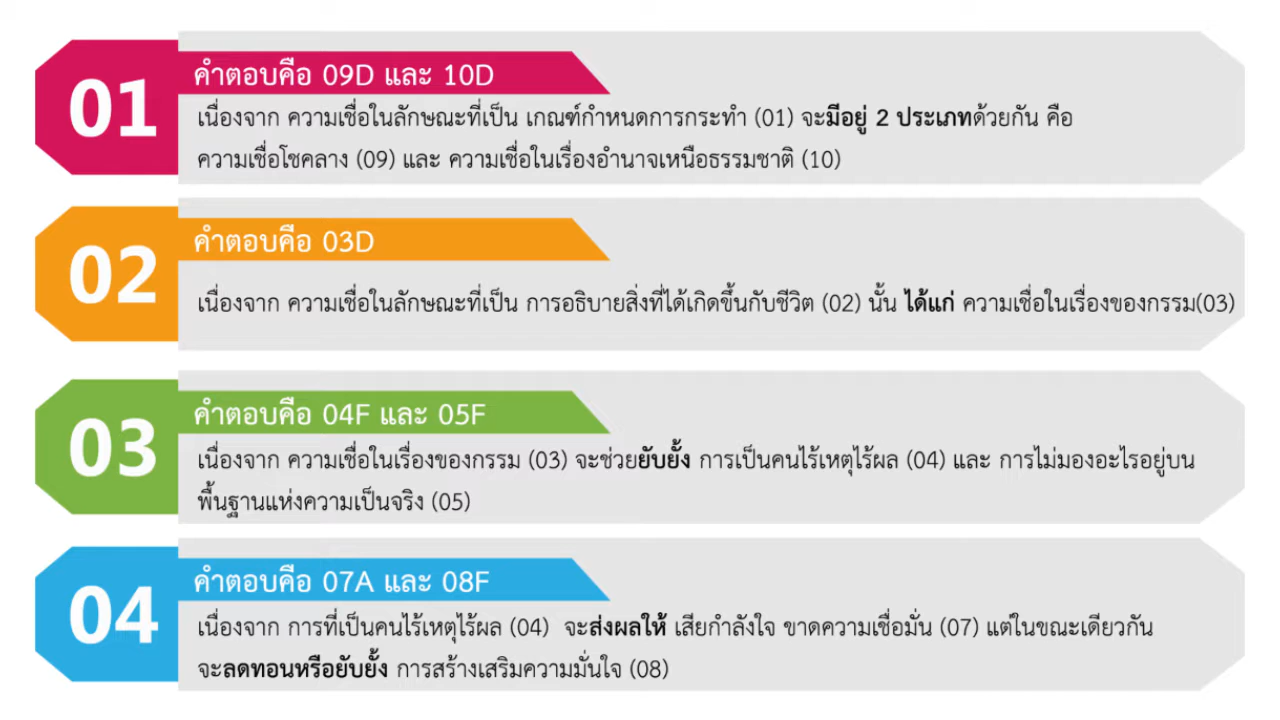 01
คำตอบคือ 09D และ 10D
เนื่องจาก ความเชื่อในลักษณะที่เป็น เกณฑ์กำหนดการกระทำ (01) จะมีอยู่ 2 ประเภทด้วยกัน คือ
ความเชื่อโชคลาง (09) และ ความเชื่อในเรื่องอำนาจเหนือธรรมชาติ (10)
02
คำตอบคือ 03D
เนื่องจาก ความเชื่อในลักษณะที่เป็น การอธิบายสิ่งที่ได้เกิดขึ้นกับชีวิต (02) นั้น ได้แก่ ความเชื่อในเรื่องของกรรม(03)
03
คำตอบคือ 04F และ 05F
เนื่องจาก ความเชื่อในเรื่องของกรรม (03) จะช่วยยับยั้ง การเป็นคนไร้เหตุไร้ผล (04) และ การไม่มองอะไรอยู่บน
พื้นฐานแห่งความเป็นจริง (05)
04
คำตอบคือ 07A และ 08F
เนื่องจาก การที่เป็นคนไร้เหตุไร้ผล (04) จะส่งผลให้ เสียกำลังใจ ขาดความเชื่อมั่น (07) แต่ในขณะเดียวกัน
จะลดทอนหรือยับยั้ง การสร้างเสริมความมั่นใจ (08)